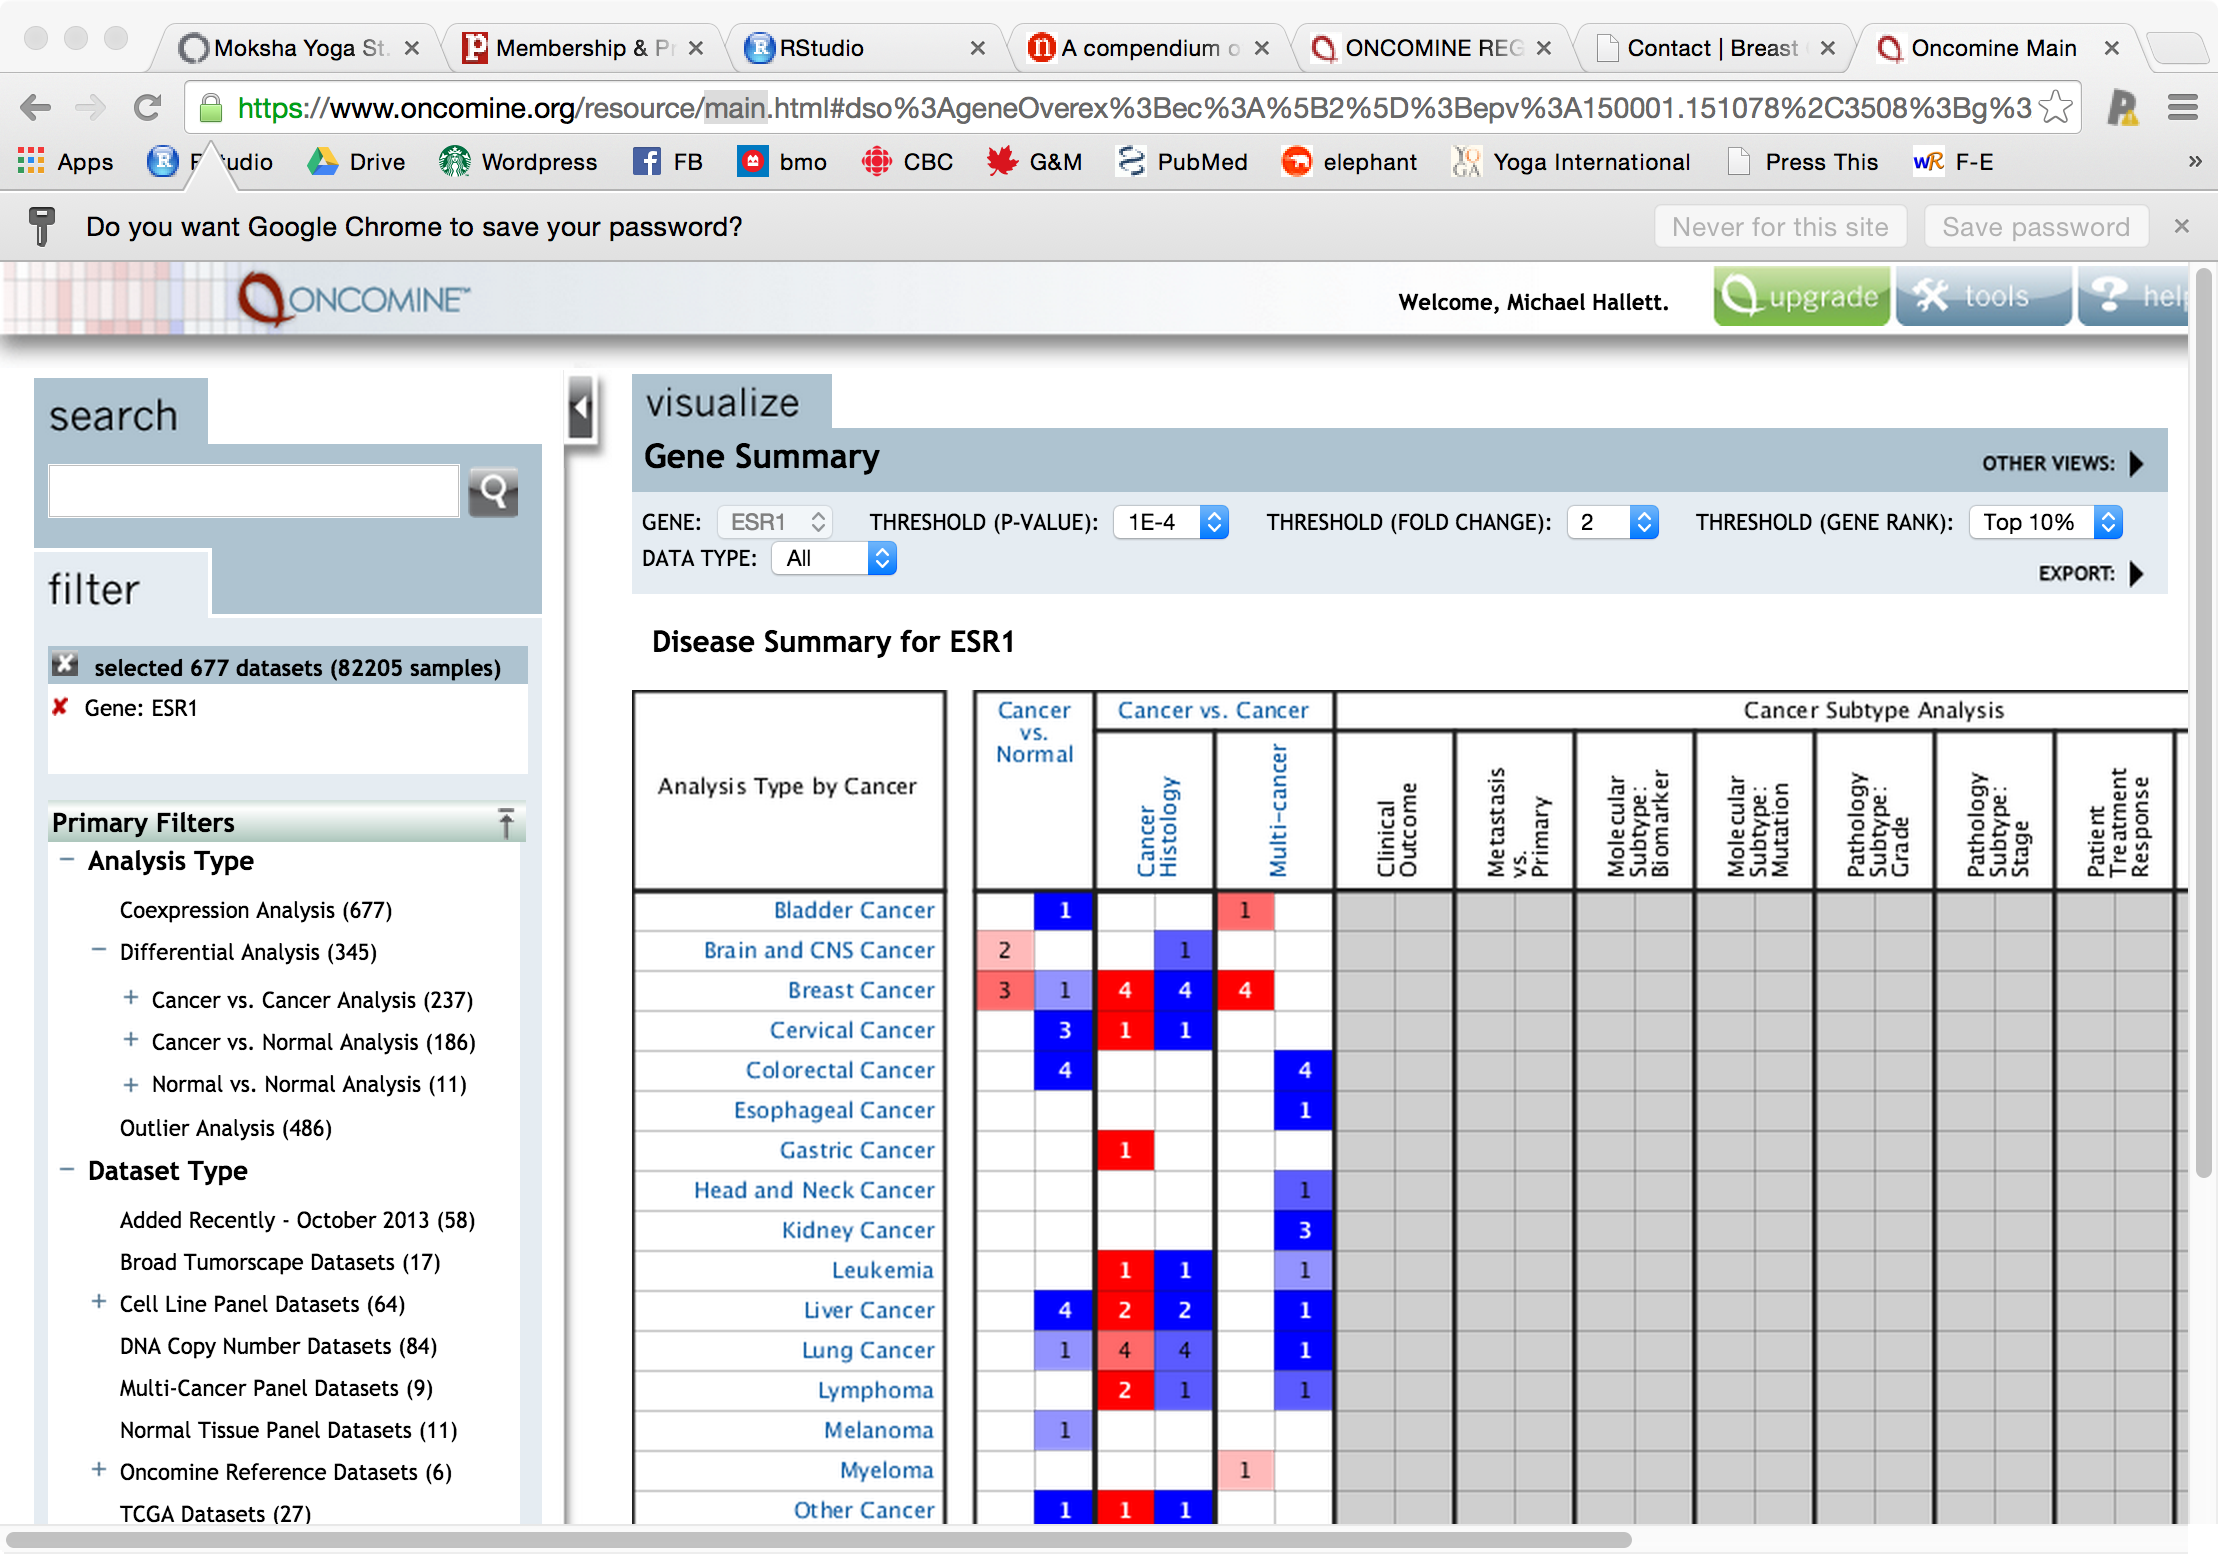 Moksha Yoga St
Membership & Pr
RStudio
A compendium o
ONCOMINE REG
Contact | Breast
Oncomine Main
https://www.oncomine.org/resource/main.html#dso%3AgeneOverex%3Bec%3A%5B2%5D%3Bepv%3A150001.151078%2C3508%3Bg%3
Apps
Drive
Wordpress
FB
bmo
CBC
G&M
PubMed
elephant
Yoga International
Press This
F-E
»
Do you want Google Chrome to save your password?
Never for this site
Save password
ONCOMINE™
Welcome, Michael Hallett.
upgrade
tools
help
search
filter
selected 677 datasets (82205 samples)
Gene: ESR1
Primary Filters
Analysis Type
Coexpression Analysis (677)
Differential Analysis (345)
Cancer vs. Cancer Analysis (237)
Cancer vs. Normal Analysis (186)
Normal vs. Normal Analysis (11)
Outlier Analysis (486)
Dataset Type
Added Recently - October 2013 (58)
Broad Tumorscape Datasets (17)
Cell Line Panel Datasets (64)
DNA Copy Number Datasets (84)
Multi-Cancer Panel Datasets (9)
Normal Tissue Panel Datasets (11)
Oncomine Reference Datasets (6)
TCGA Datasets (27)
visualize
Gene Summary
OTHER VIEWS:
GENE: ESR1 THRESHOLD (P-VALUE): 1E-4 THRESHOLD (FOLD CHANGE): 2 THRESHOLD (GENE RANK): Top 10%
DATA TYPE: All
EXPORT:
Disease Summary for ESR1
Analysis Type by Cancer
Cancer
vs.
Normal
Cancer vs. Cancer
Cancer
Histology
Multi-cancer
Cancer Subtype Analysis
Clinical
Outcome
Metastasis
vs.
Primary
Molecular
Subtype:
Biomarker
Molecular
Subtype:
Mutation
Pathology
Subtype:
Grade
Pathology
Subtype:
Stage
Patient
Treatment
Response
Bladder Cancer 1 1
Brain and CNS Cancer 2 1
Breast Cancer 3 1 4 4 4
Cervical Cancer 3 1 1
Colorectal Cancer 4 4
Esophageal Cancer 1
Gastric Cancer 1
Head and Neck Cancer 1
Kidney Cancer 3
Leukemia 1 1 1
Liver Cancer 4 2 2 1
Lung Cancer 1 4 4 1
Lymphoma 2 1 1
Melanoma 1
Myeloma 1
Other Cancer 1 1 1